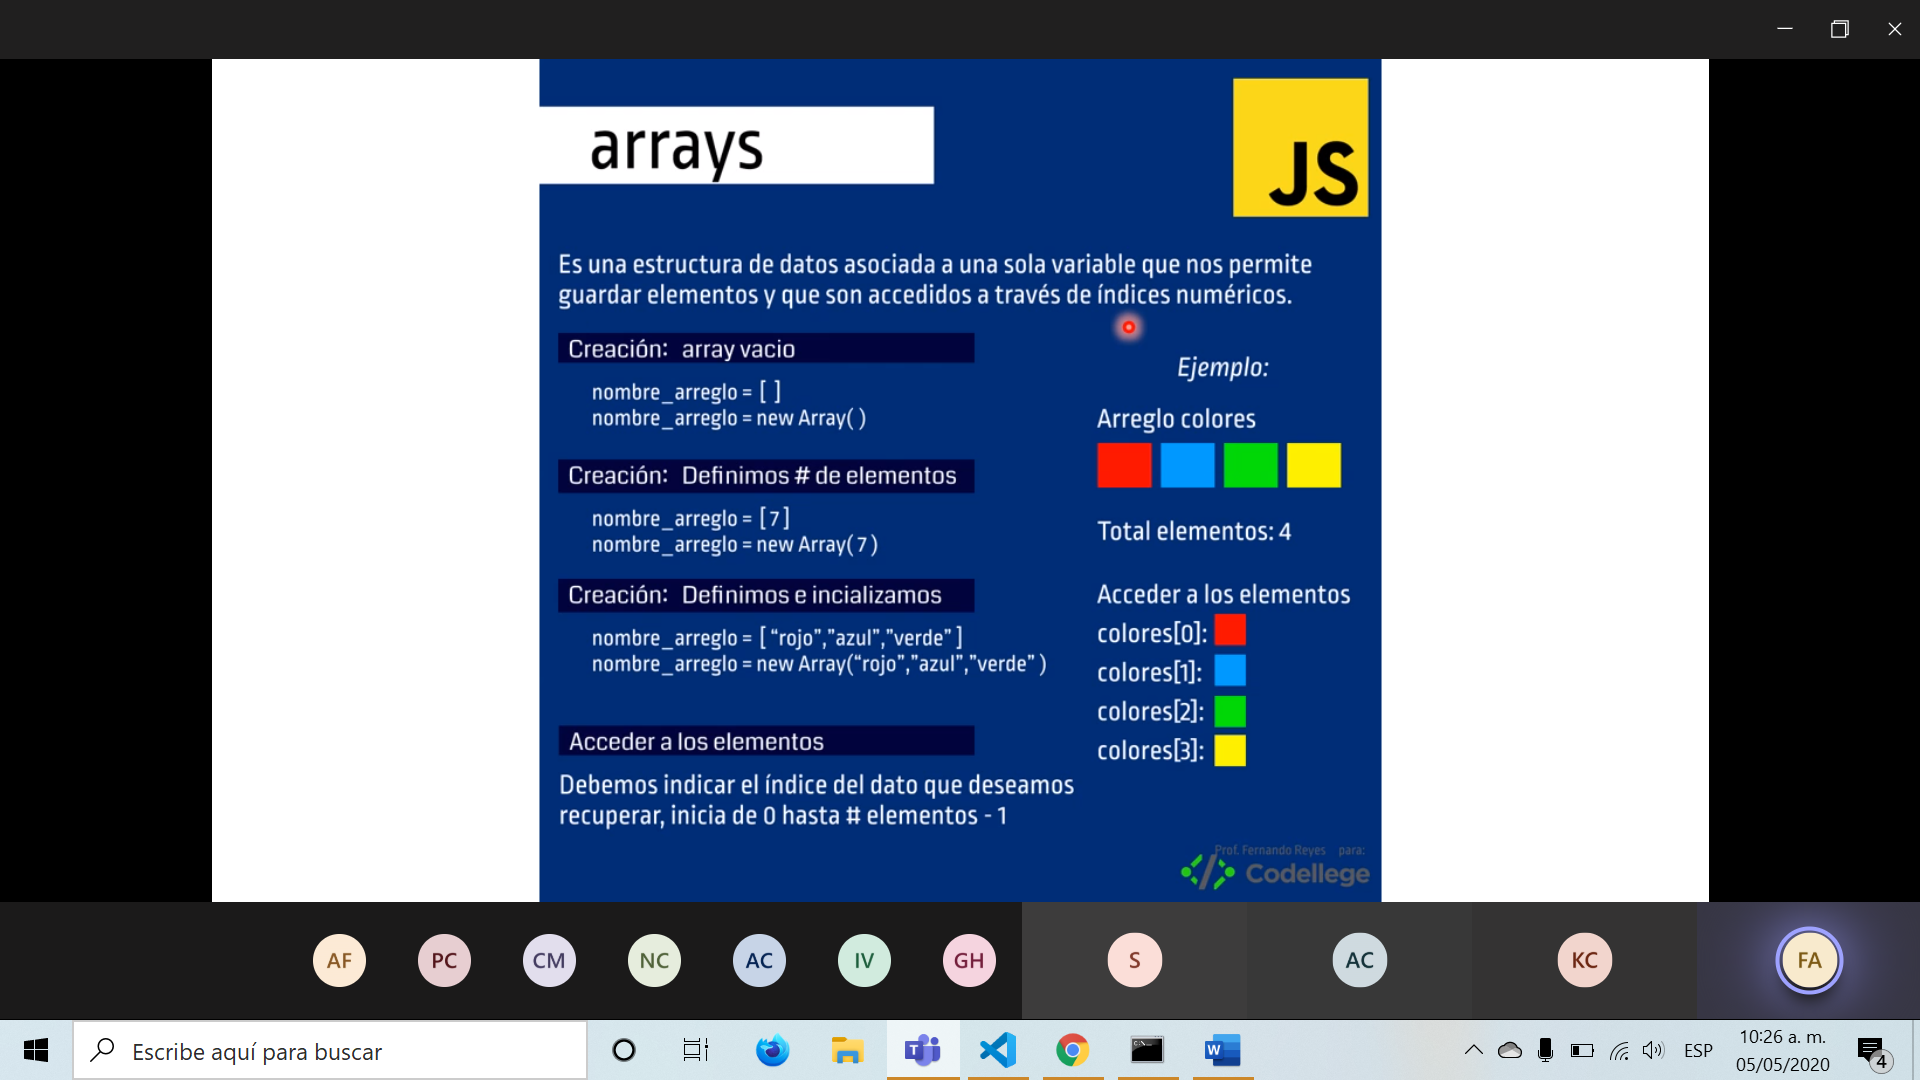 arrays
JS
Es una estructura de datos asociada a una sola variable que nos permite
guardar elementos y que son accedidos a través de índices numéricos.
Creación: array vacio
nombre_arreglo = [ ]
nombre_arreglo = new Array( )
Creación: Definimos # de elementos
nombre_arreglo = [ 7 ]
nombre_arreglo = new Array( 7 )
Creación: Definimos e incializamos
nombre_arreglo = [ “rojo”,”azul”,”verde” ]
nombre_arreglo = new Array(“rojo”,”azul”,”verde” )
Acceder a los elementos
Debemos indicar el índice del dato que deseamos
recuperar, inicia de 0 hasta # elementos - 1
Ejemplo:
Arreglo colores
Total elementos: 4
Acceder a los elementos
colores[0]:
colores[1]:
colores[2]:
colores[3]:
Prof. Fernando Reyes para:
Codellege
AF PC CM NC AC IV GH S AC KC FA
Escribe aquí para buscar
ESP
10:26 a. m.
05/05/2020
4